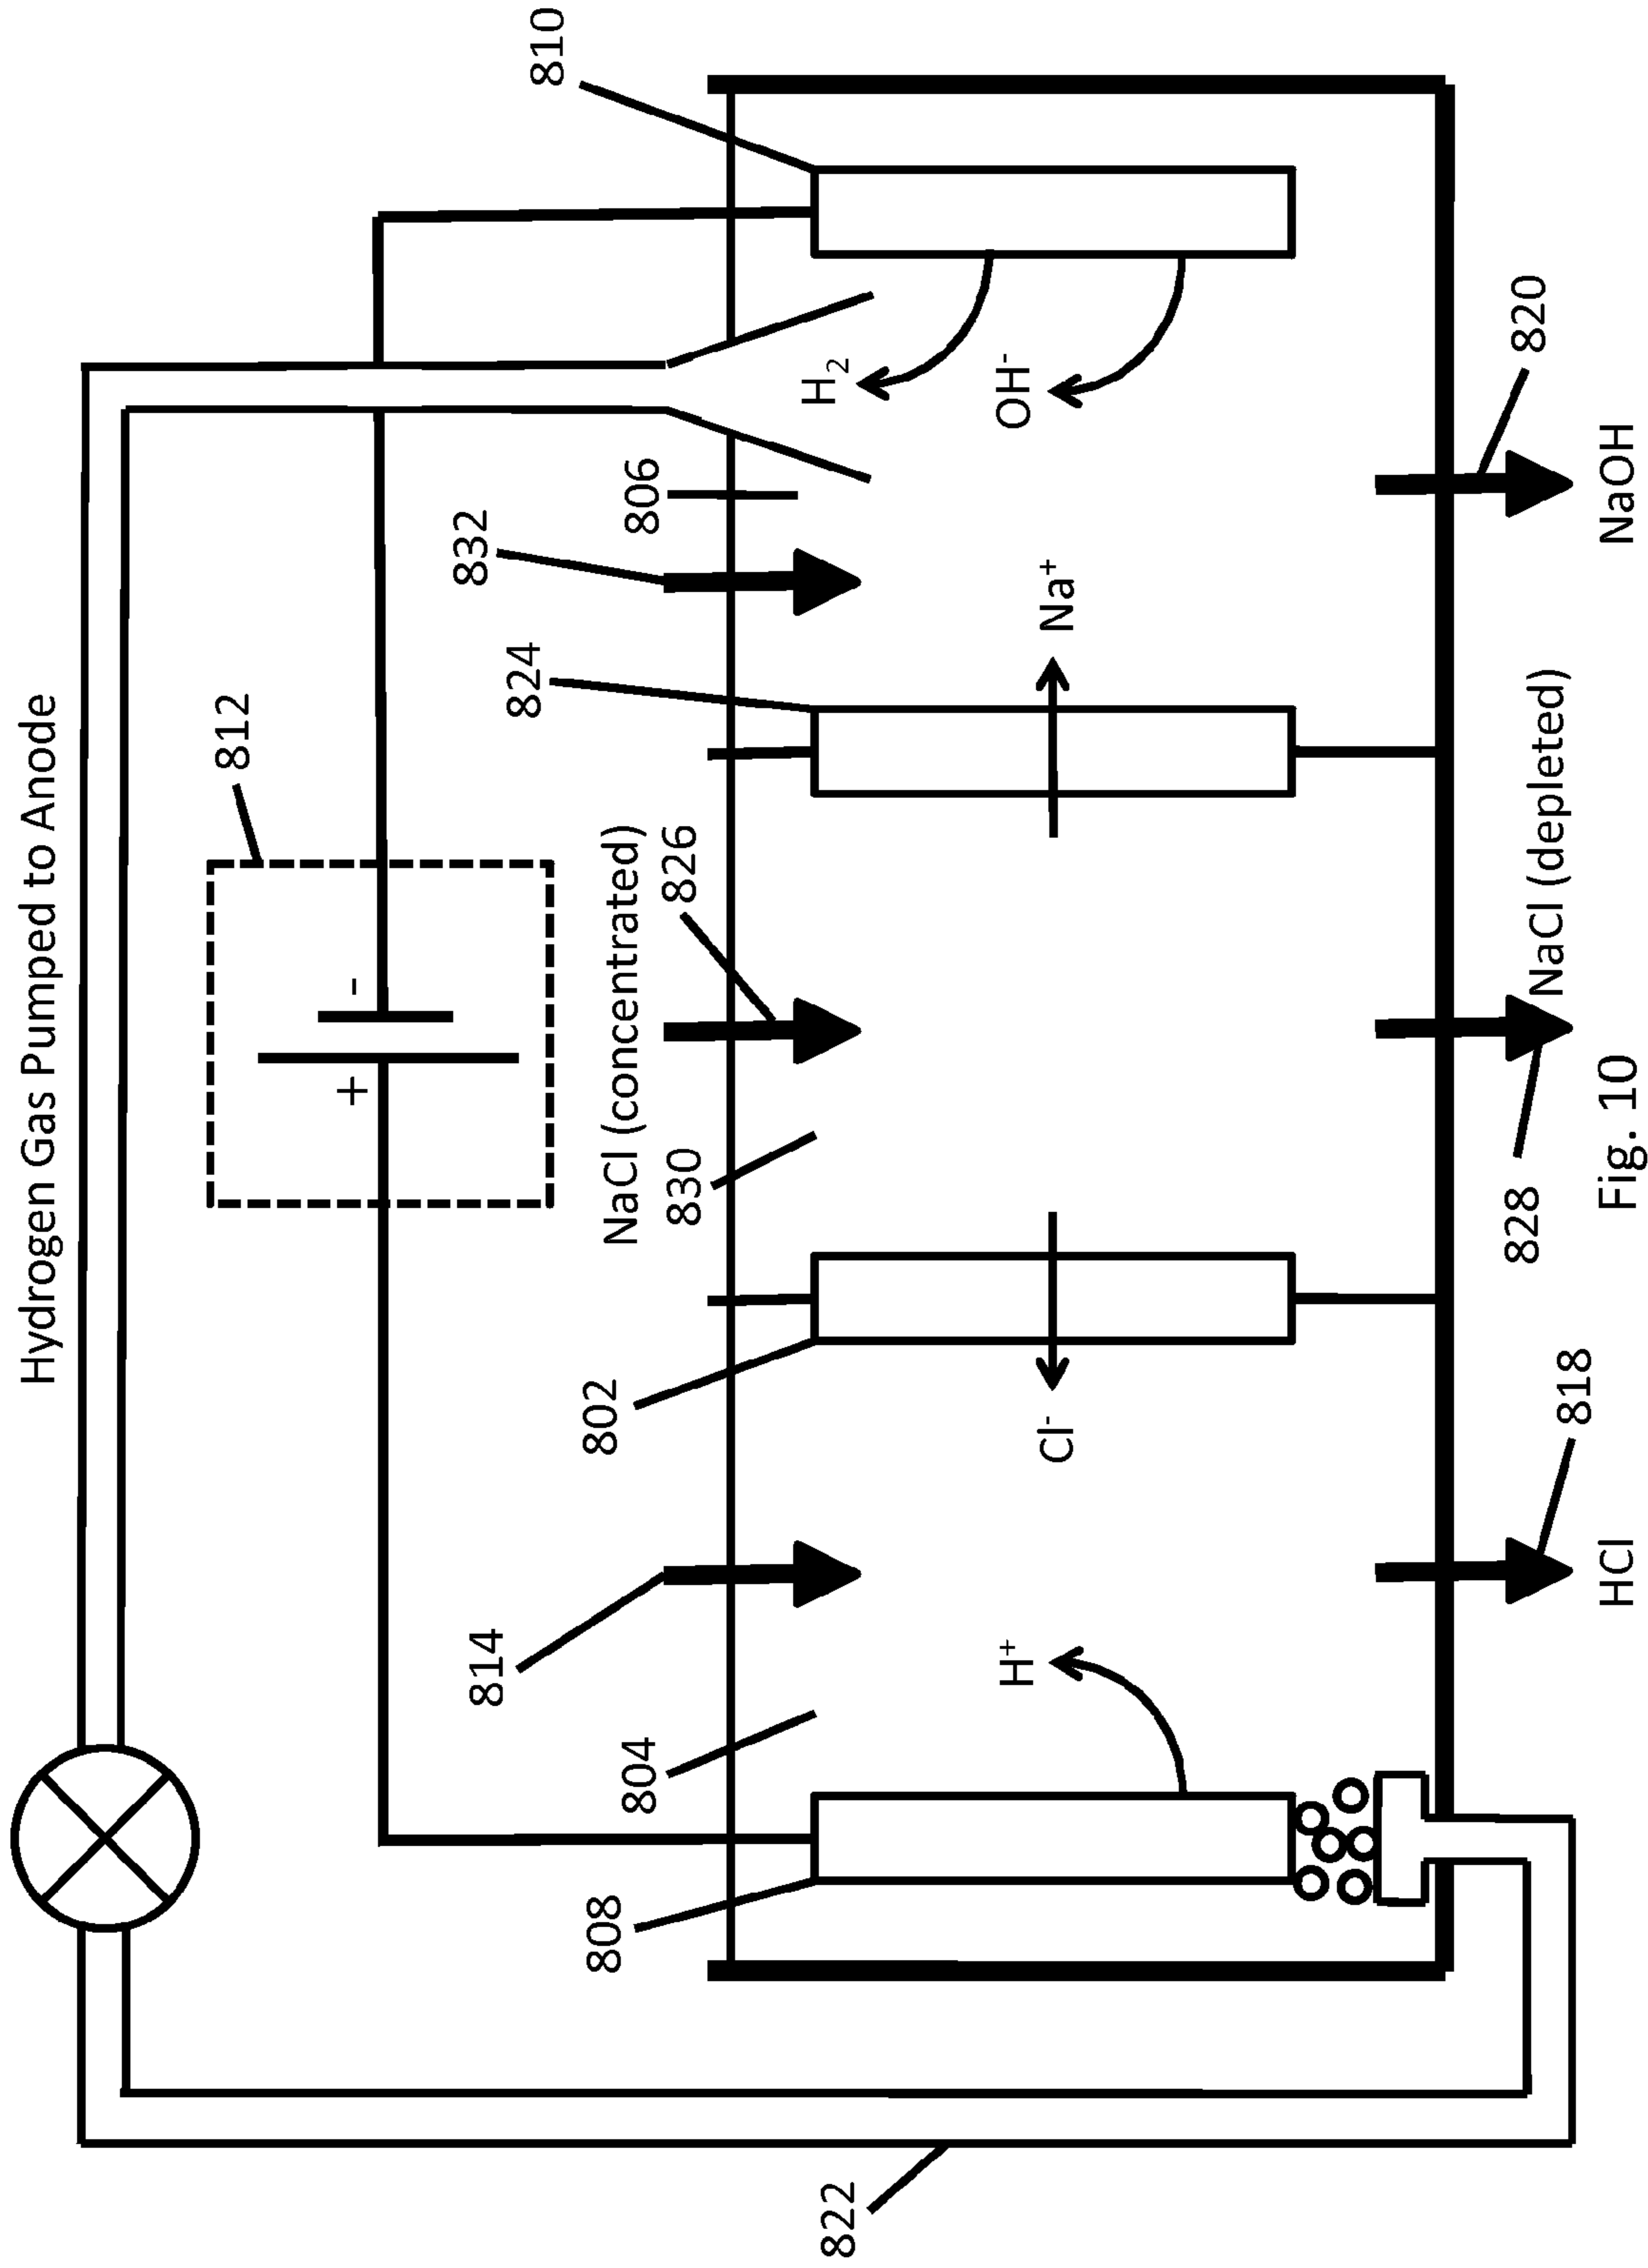 Hydrogen Gas Pumped to Anode
812
+
-
810
832
806
824
NaCl (concentrated)
826
830
802
814
804
808
822
H₂
OH⁻
Na⁺
Cl⁻
H⁺
818
828
820
HCl
NaCl (depleted)
NaOH
Fig. 10